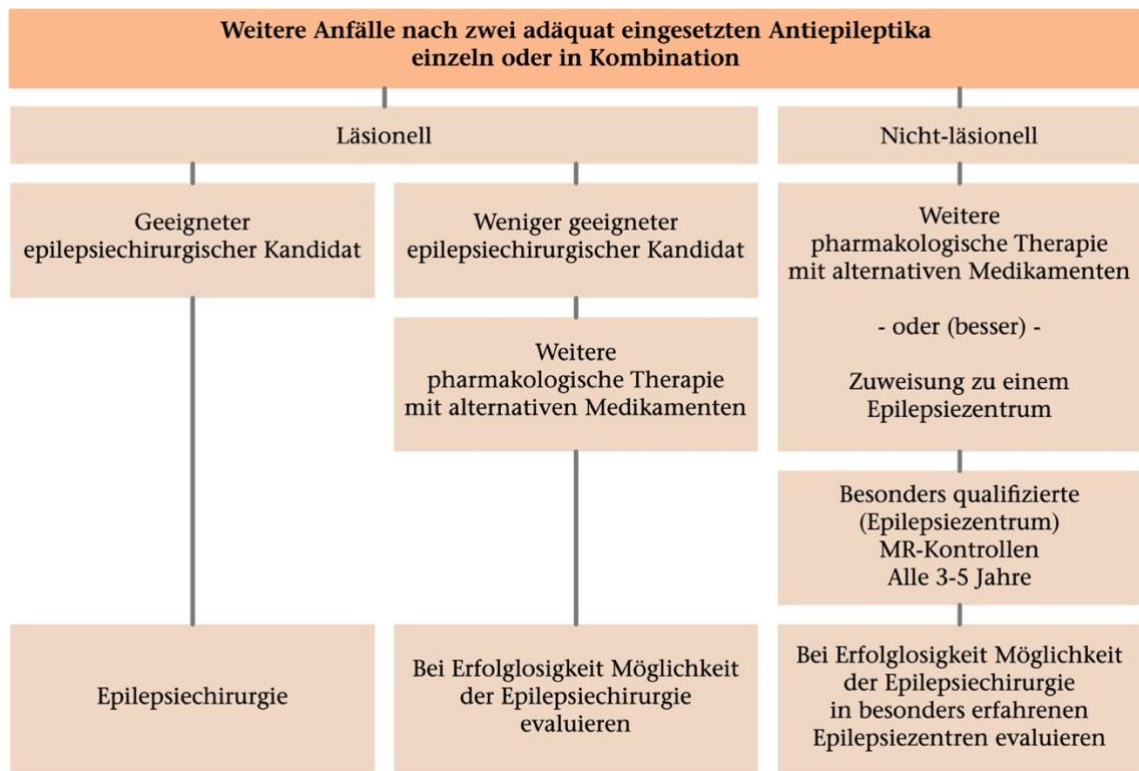 Weitere Anfälle nach zwei adäquat eingesetzten Antiepileptika
einzeln oder in Kombination
Läsionell
Nicht-läsionell
Geeigneter
epilepsiechirurgischer Kandidat
Weniger geeigneter
epilepsiechirurgischer Kandidat
Weitere
pharmakologische Therapie
mit alternativen Medikamenten
- oder (besser) -
Zuweisung zu einem
Epilepsiezentrum
Weitere
pharmakologische Therapie
mit alternativen Medikamenten
Besonders qualifizierte
(Epilepsiezentrum)
MR-Kontrollen
Alle 3-5 Jahre
Epilepsiechirurgie
Bei Erfolglosigkeit Möglichkeit
der Epilepsiechirurgie
evaluieren
Bei Erfolglosigkeit Möglichkeit
der Epilepsiechirurgie
in besonders erfahrenen
Epilepsiezentren evaluieren